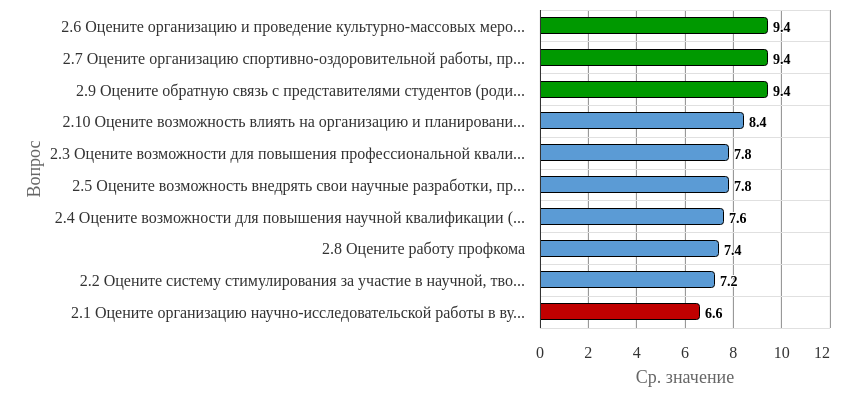 2.6 Оцените организацию и проведение культурно-массовых меро... 9.4
2.7 Оцените организацию спортивно-оздоровительной работы, пр... 9.4
2.9 Оцените обратную связь с представителями студентов (роди... 9.4
2.10 Оцените возможность влиять на организацию и планировани... 8.4
2.3 Оцените возможности для повышения профессиональной квали... 7.8
2.5 Оцените возможность внедрять свои научные разработки, пр... 7.8
2.4 Оцените возможности для повышения научной квалификации (... 7.6
2.8 Оцените работу профкома 7.4
2.2 Оцените систему стимулирования за участие в научной, тво... 7.2
2.1 Оцените организацию научно-исследовательской работы в ву... 6.6
Вопрос
0 2 4 6 8 10 12
Ср. значение